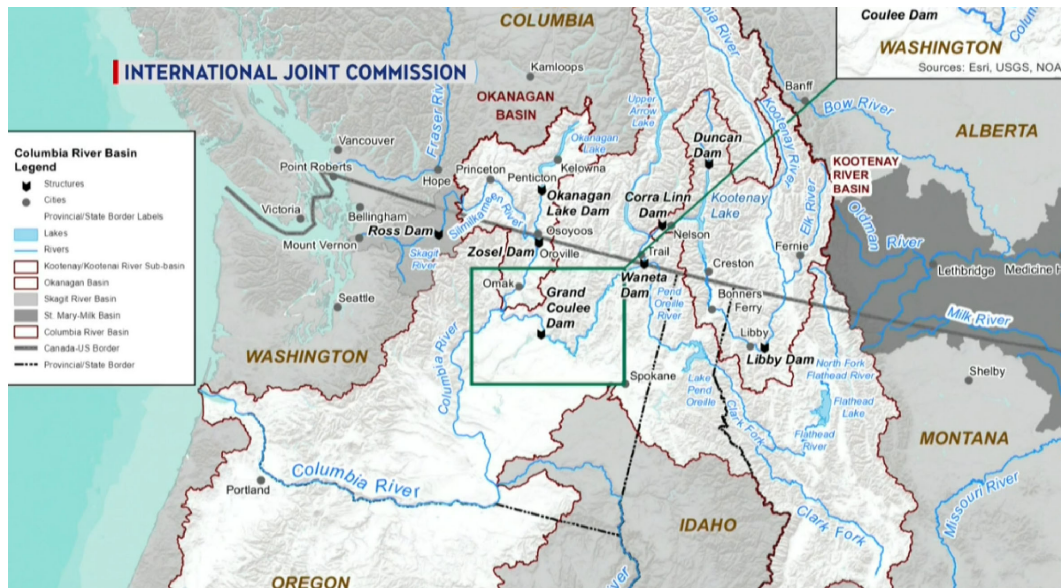 COLUMBIA
Coulee Dam
WASHINGTON
Sources: Esri, USGS, NOA
INTERNATIONAL JOINT COMMISSION
Kamloops
OKANAGAN
BASIN
Fraser Riv
Upper
Arrow
Lake
bia River
Kootenay River
Banff
Bow River
ALBERTA
Columbia River Basin
Legend
Structures
Cities
Provincial/State Border Labels
Lakes
Rivers
Kootenay/Kootenai River Sub-basin
Okanagan Basin
Skagit River Basin
St. Mary-Milk Basin
Columbia River Basin
Canada-US Border
Provincial/State Border
Vancouver
Point Roberts
Hope
Princeton
Okanagan
Lake
Kelowna
Penticton
Okanagan
Lake Dam
Duncan
Dam
Corra Linn
Dam
Kootenay
Lake
Nelson
KOOTENAY
RIVER
BASIN
Elk River
Oldman
River
Victoria
Bellingham
Ross Dam
Mount Vernon
Skagit
River
Silmilkameen River
Osoyoos
Zosel Dam
Oroville
Trail
Waneta
Dam
Creston
Fernie
Lethbridge
Medicine H
Seattle
Omak
Grand
Coulee
Dam
Pend
Oreille
River
Bonners
Ferry
Libby
Libby Dam
Milk River
WASHINGTON
Columbia River
Spokane
Lake
Pend
Oreille
North Fork
Flathead River
Flathead
Lake
Shelby
Clark Fork
Flathead
River
MONTANA
Columbia River
Portland
IDAHO
Clark Fork
Missouri River
OREGON
River